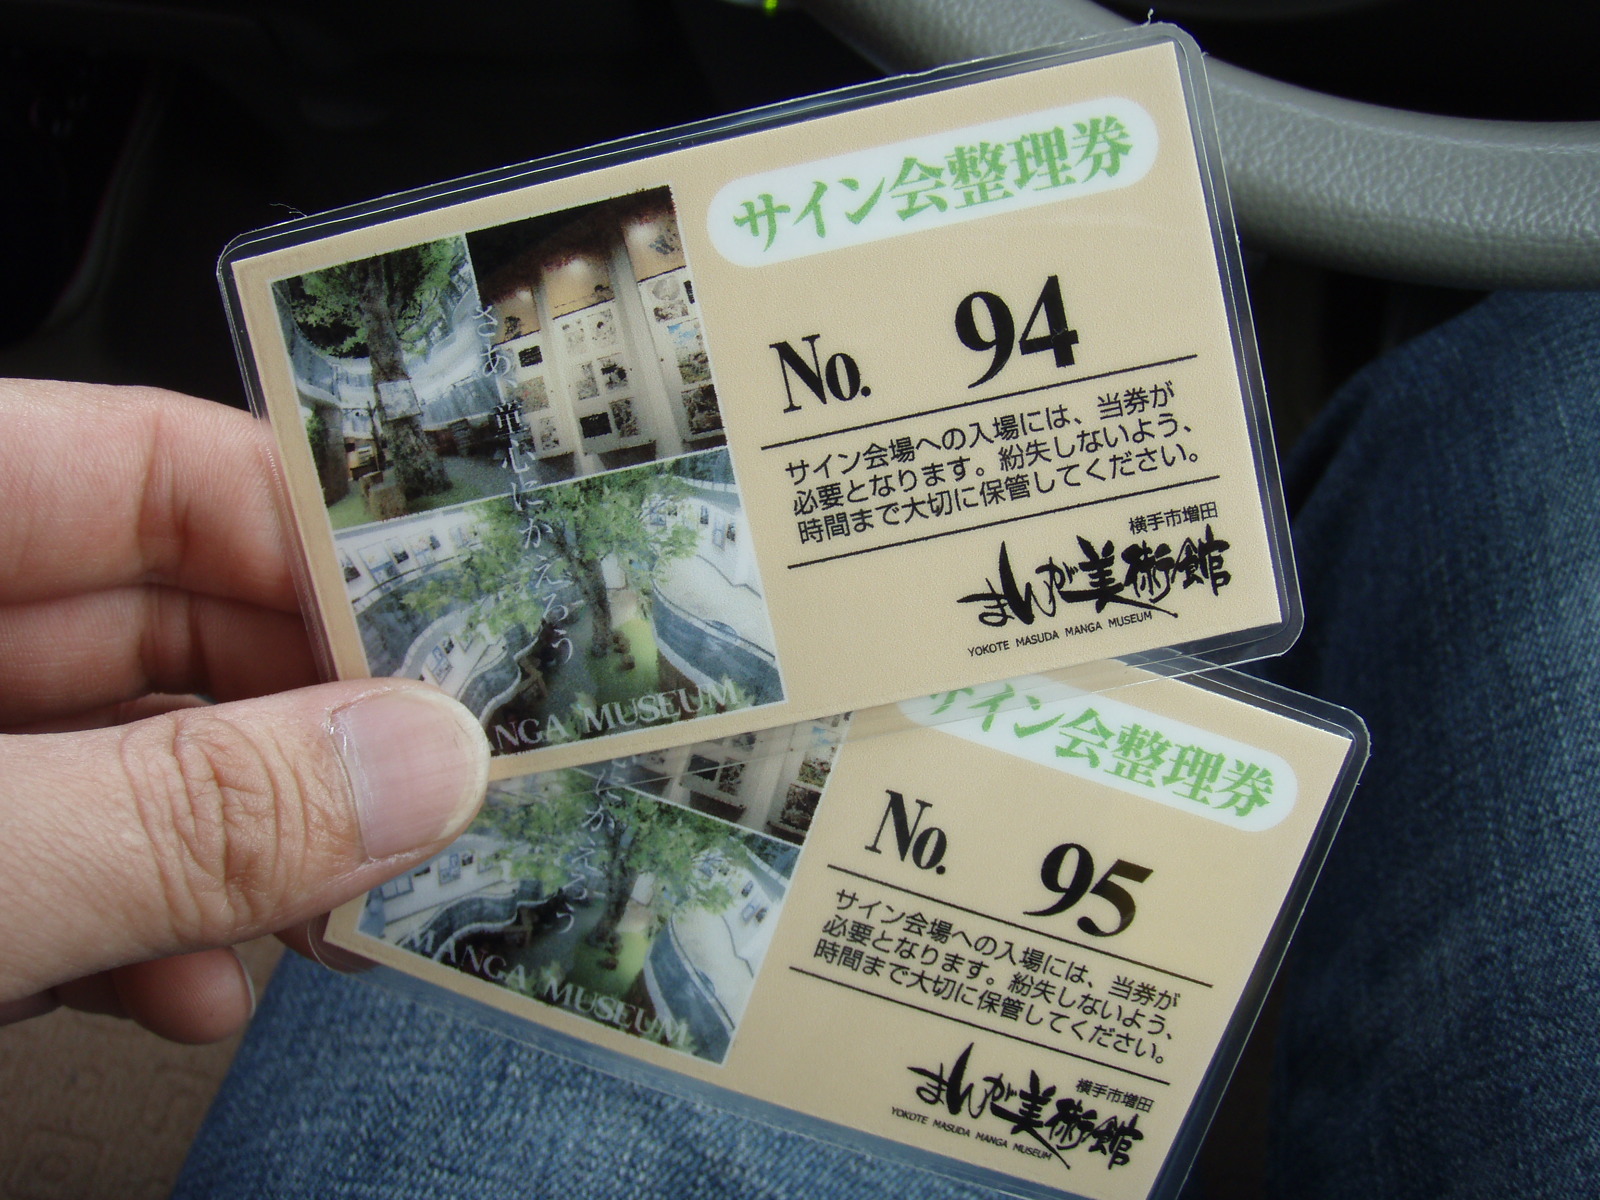 サイン会整理券
No. 94
サイン会場への入場には、当券が
必要となります。紛失しないよう、
時間まで大切に保管してください。
横手市増田
まんが美術館
YOKOTE MASUDA MANGA MUSEUM
さあ、童心にかえろう
MANGA MUSEUM
サイン会整理券
No. 95
サイン会場への入場には、当券が
必要となります。紛失しないよう、
時間まで大切に保管してください。
横手市増田
まんが美術館
YOKOTE MASUDA MANGA MUSEUM
にかえろう
MANGA MUSEUM